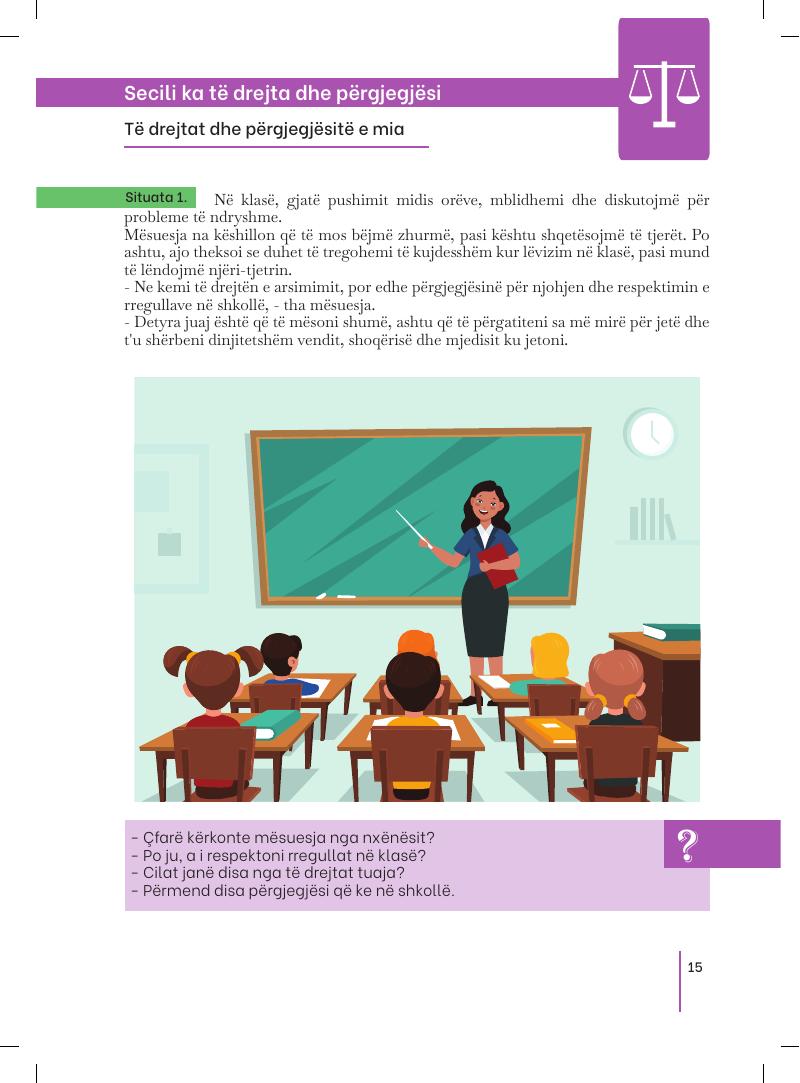 Secili ka të drejta dhe përgjegjësi
Të drejtat dhe përgjegjësitë e mia
Situata 1. Në klasë, gjatë pushimit midis orëve, mblidhemi dhe diskutojmë për
probleme të ndryshme.
Mësuesja na këshillon që të mos bëjmë zhurmë, pasi kështu shqetësojmë të tjerët. Po
ashtu, ajo theksoi se duhet të tregohemi të kujdesshëm kur lëvizim në klasë, pasi mund
të lëndojmë njëri-tjetrin.
- Ne kemi të drejtën e arsimimit, por edhe përgjegjësinë për njohjen dhe respektimin e
rregullave në shkollë, - tha mësuesja.
- Detyra juaj është që të mësoni shumë, ashtu që të përgatiteni sa më mirë për jetë dhe
t'u shërbeni dinjitetshëm vendit, shoqërisë dhe mjedisit ku jetoni.
?
- Çfarë kërkonte mësuesja nga nxënësit?
- Po ju, a i respektoni rregullat në klasë?
- Cilat janë disa nga të drejtat tuaja?
- Përmend disa përgjegjësi që ke në shkollë.
15